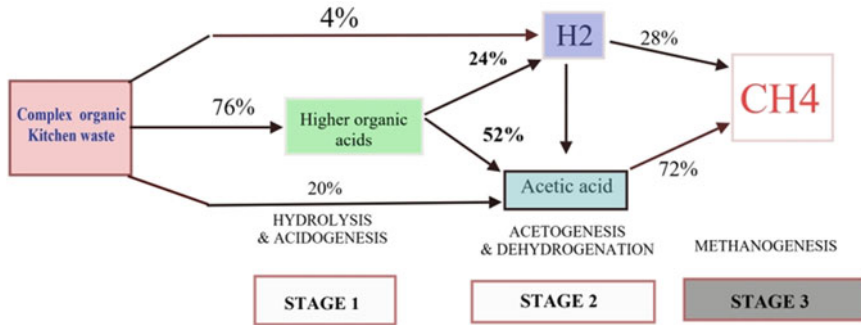 4%
H2
28%
24%
Complex organic
Kitchen waste
76%
Higher organic
acids
CH4
52%
Acetic acid
72%
20%
HYDROLYSIS
& ACIDOGENESIS
ACETOGENESIS
& DEHYDROGENATION
METHANOGENESIS
STAGE 1
STAGE 2
STAGE 3